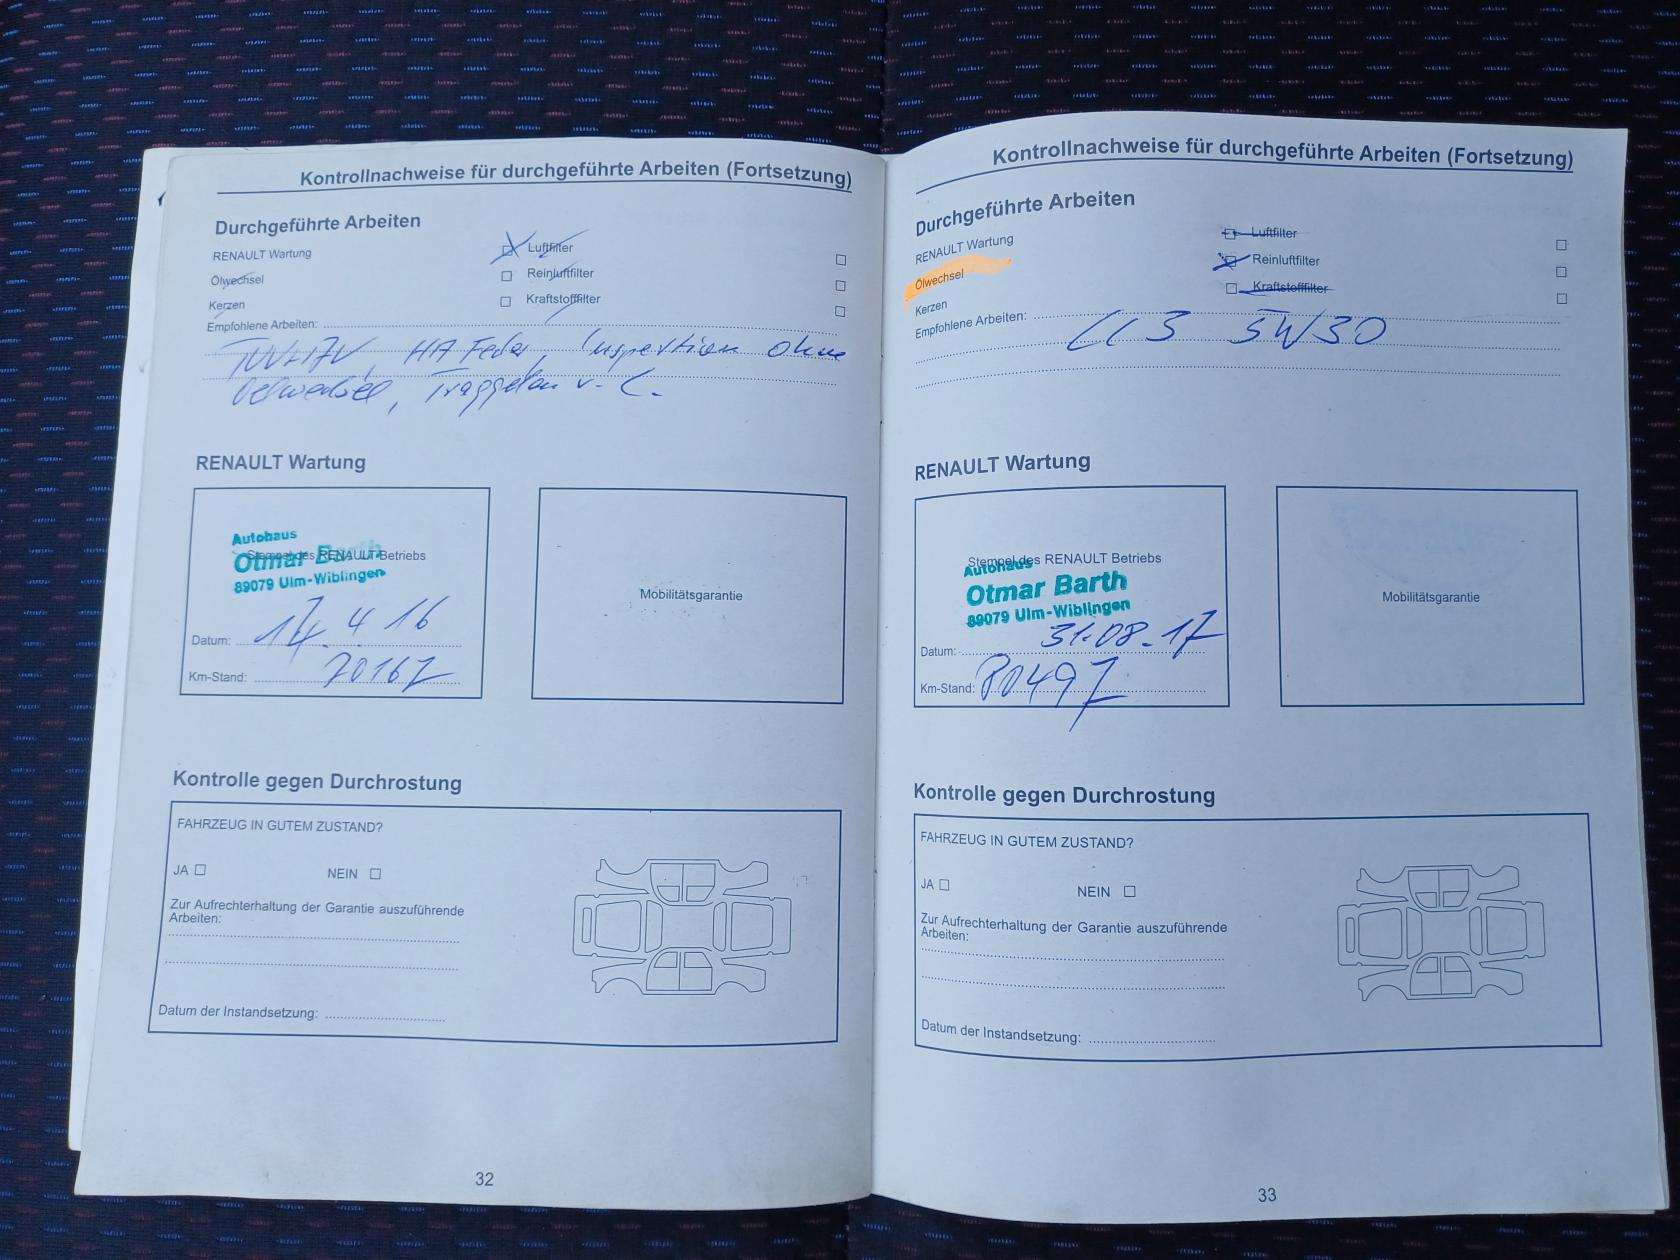 Kontrollnachweise für durchgeführte Arbeiten (Fortsetzung)
Durchgeführte Arbeiten
RENAULT Wartung
Luftfilter
Ölwechsel
Reinluftfilter
Kerzen
Kraftstofffilter
Empfohlene Arbeiten:
HA Feder, Inspektion ohne
Oelwechsel, v. L.
RENAULT Wartung
Autohaus
Stempel des RENAULT Betriebs
Otmar Barth
89079 Ulm-Wiblingen
Datum: 4 16
Km-Stand: 70167
Mobilitätsgarantie
Kontrolle gegen Durchrostung
FAHRZEUG IN GUTEM ZUSTAND?
JA NEIN
Zur Aufrechterhaltung der Garantie auszuführende
Arbeiten:
Datum der Instandsetzung:
32
Kontrollnachweise für durchgeführte Arbeiten (Fortsetzung)
Durchgeführte Arbeiten
RENAULT Wartung
Luftfilter
Ölwechsel
Reinluftfilter
Kerzen
Kraftstofffilter
Empfohlene Arbeiten:
5W30
RENAULT Wartung
Stempel des RENAULT Betriebs
Autohaus
Otmar Barth
89079 Ulm-Wiblingen
Datum: 31.08.17
Km-Stand: 80497
Mobilitätsgarantie
Kontrolle gegen Durchrostung
FAHRZEUG IN GUTEM ZUSTAND?
JA NEIN
Zur Aufrechterhaltung der Garantie auszuführende
Arbeiten:
Datum der Instandsetzung:
33